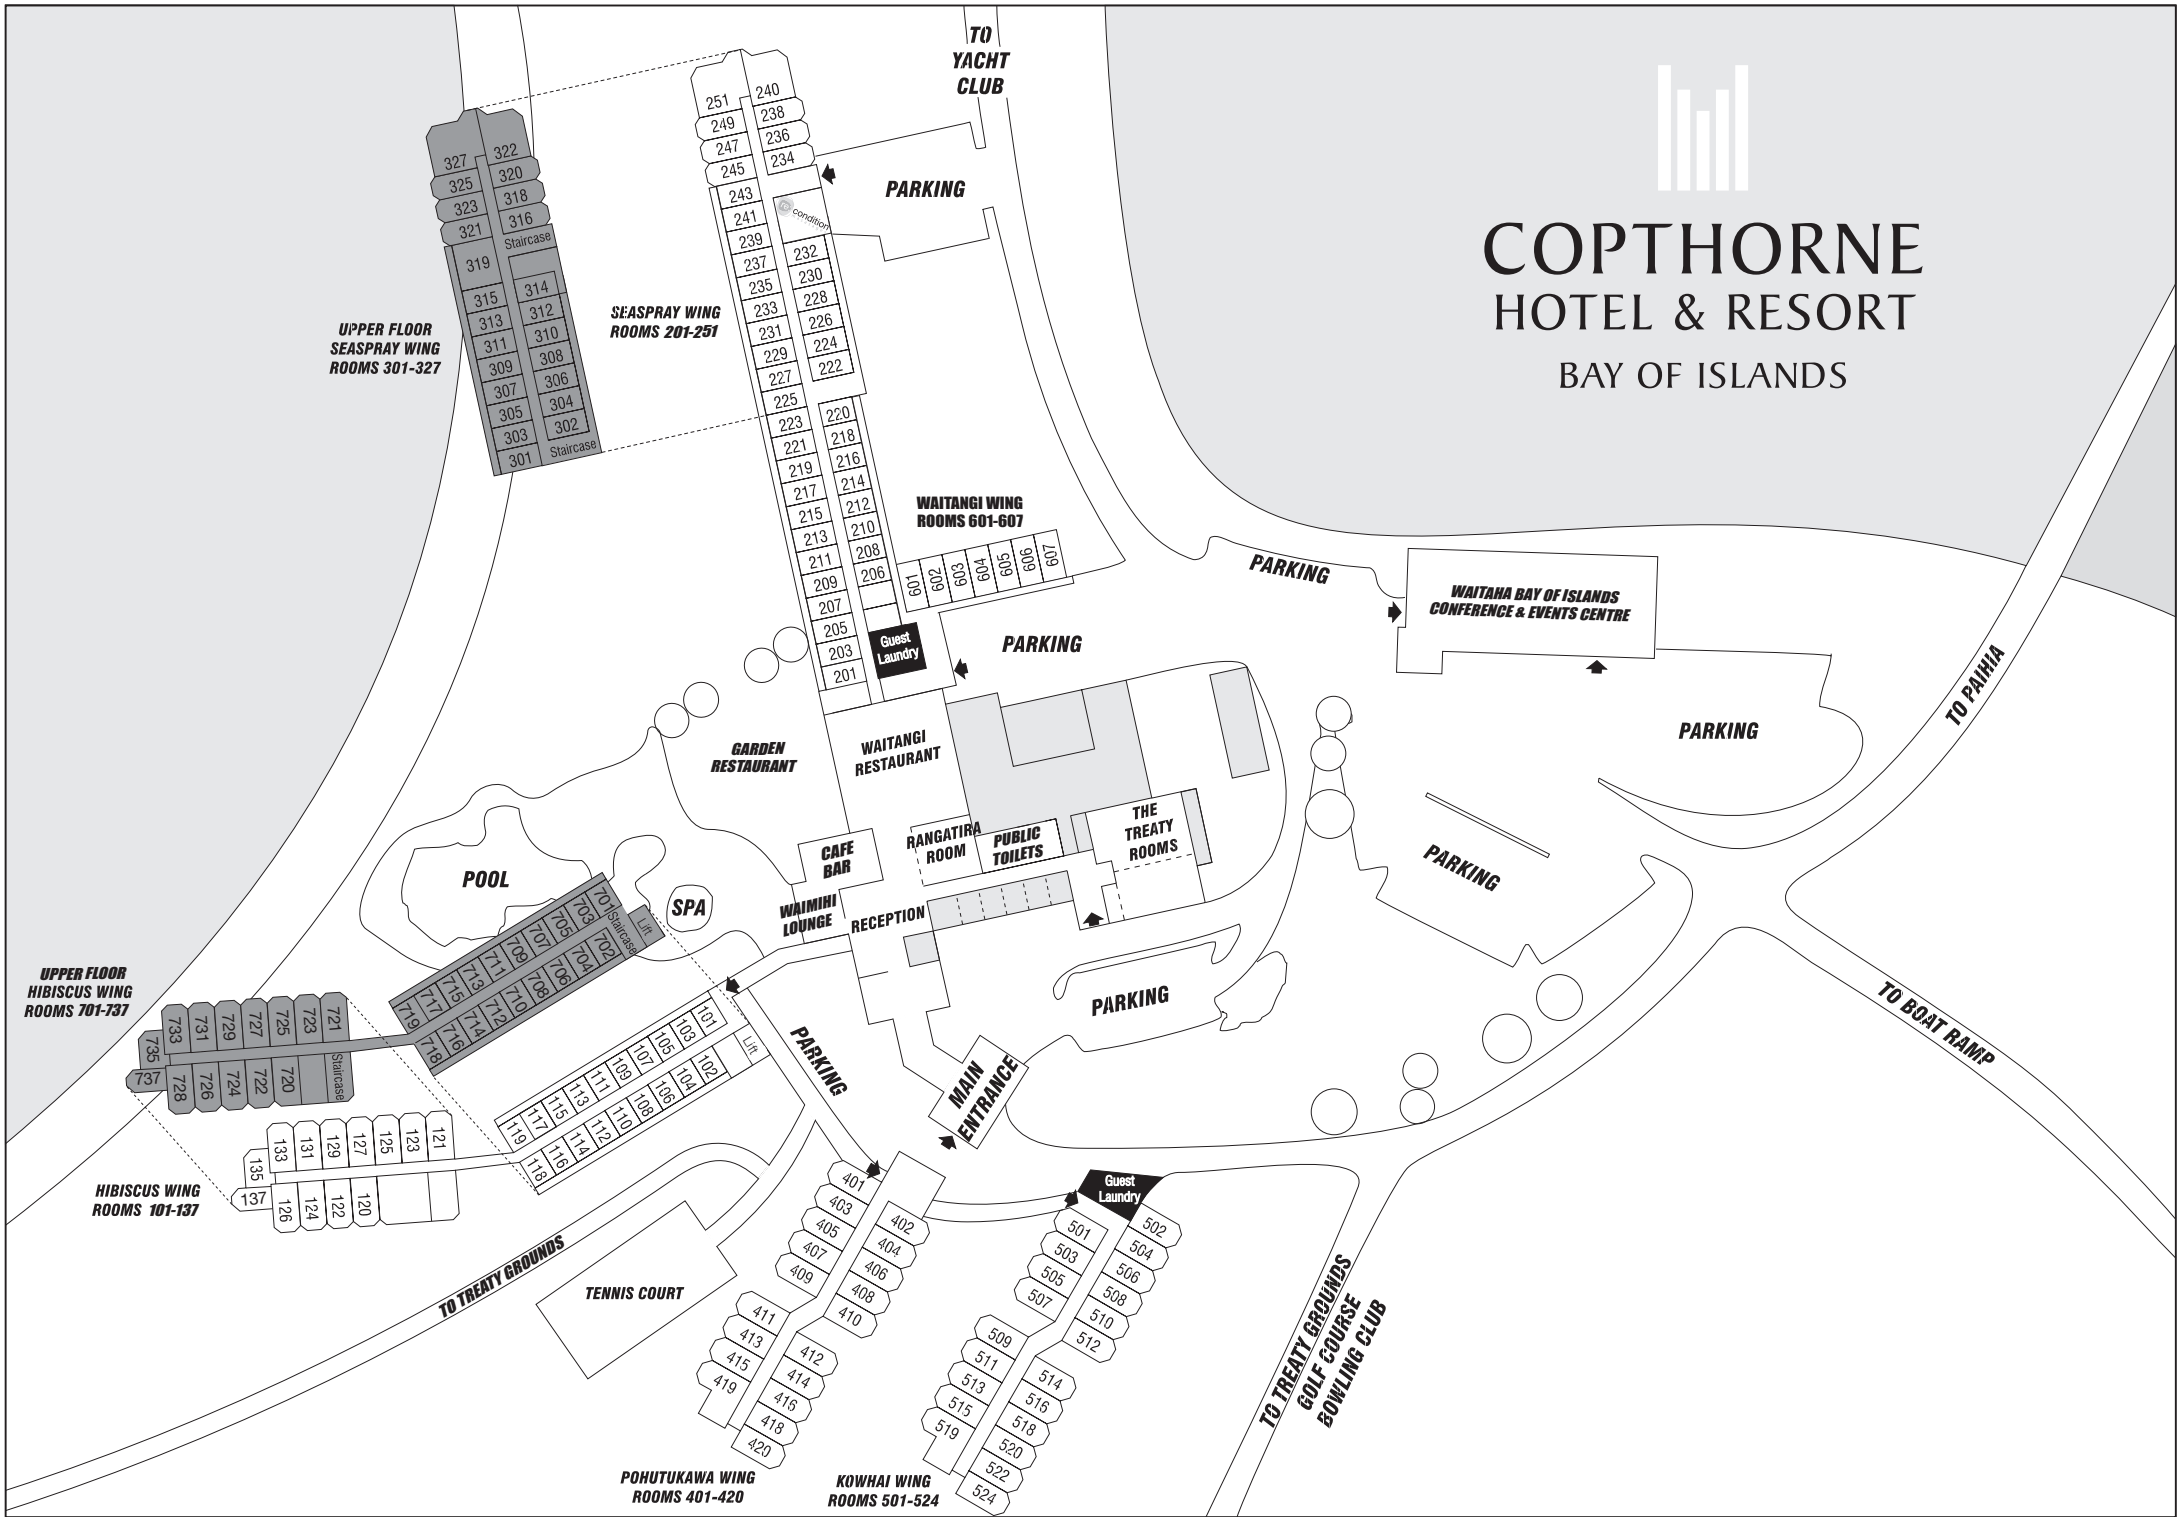 TO
YACHT
CLUB
COPTHORNE
HOTEL & RESORT
BAY OF ISLANDS
327
325
323
321
319
315
313
311
309
307
305
303
301
322
320
318
316
Staircase
314
312
310
308
306
304
302
Staircase
UPPER FLOOR
SEASPRAY WING
ROOMS 301-327
SEASPRAY WING
ROOMS 201-251
251
249
247
245
243
241
239
237
235
233
231
229
227
225
223
221
219
217
215
213
211
209
207
205
203
201
240
238
236
234
condition
232
230
228
226
224
222
220
218
216
214
212
210
208
206
Guest
Laundry
PARKING
WAITANGI WING
ROOMS 601-607
601
602
603
604
605
606
607
PARKING
PARKING
WAITAHA BAY OF ISLANDS
CONFERENCE & EVENTS CENTRE
PARKING
TO PAIHIA
PARKING
TO BOAT RAMP
GARDEN
RESTAURANT
WAITANGI
RESTAURANT
CAFE
BAR
RANGATIRA
ROOM
PUBLIC
TOILETS
THE
TREATY
ROOMS
WAIMIHI
LOUNGE
RECEPTION
POOL
SPA
PARKING
PARKING
MAIN
ENTRANCE
UPPER FLOOR
HIBISCUS WING
ROOMS 701-737
701
703
705
707
709
711
713
715
717
719
Staircase
Lift
702
704
706
708
710
712
714
716
718
721
723
725
727
729
731
733
735
737
728
726
724
722
720
Staircase
HIBISCUS WING
ROOMS 101-137
101
103
105
107
109
111
113
115
117
119
Lift
102
104
106
108
110
112
114
116
118
121
123
125
127
129
131
133
135
137
126
124
122
120
TO TREATY GROUNDS
TENNIS COURT
401
403
405
407
409
411
413
415
419
402
404
406
408
410
412
414
416
418
420
POHUTUKAWA WING
ROOMS 401-420
Guest
Laundry
501
503
505
507
509
511
513
515
519
502
504
506
508
510
512
514
516
518
520
522
524
KOWHAI WING
ROOMS 501-524
TO TREATY GROUNDS
GOLF COURSE
BOWLING CLUB